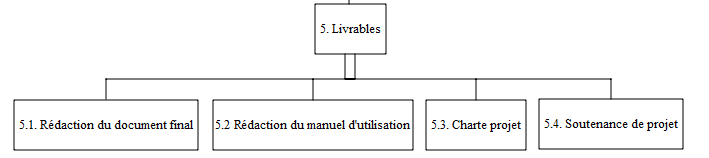 5. Livrables
5.1. Rédaction du document final
5.2 Rédaction du manuel d'utilisation
5.3. Charte projet
5.4. Soutenance de projet